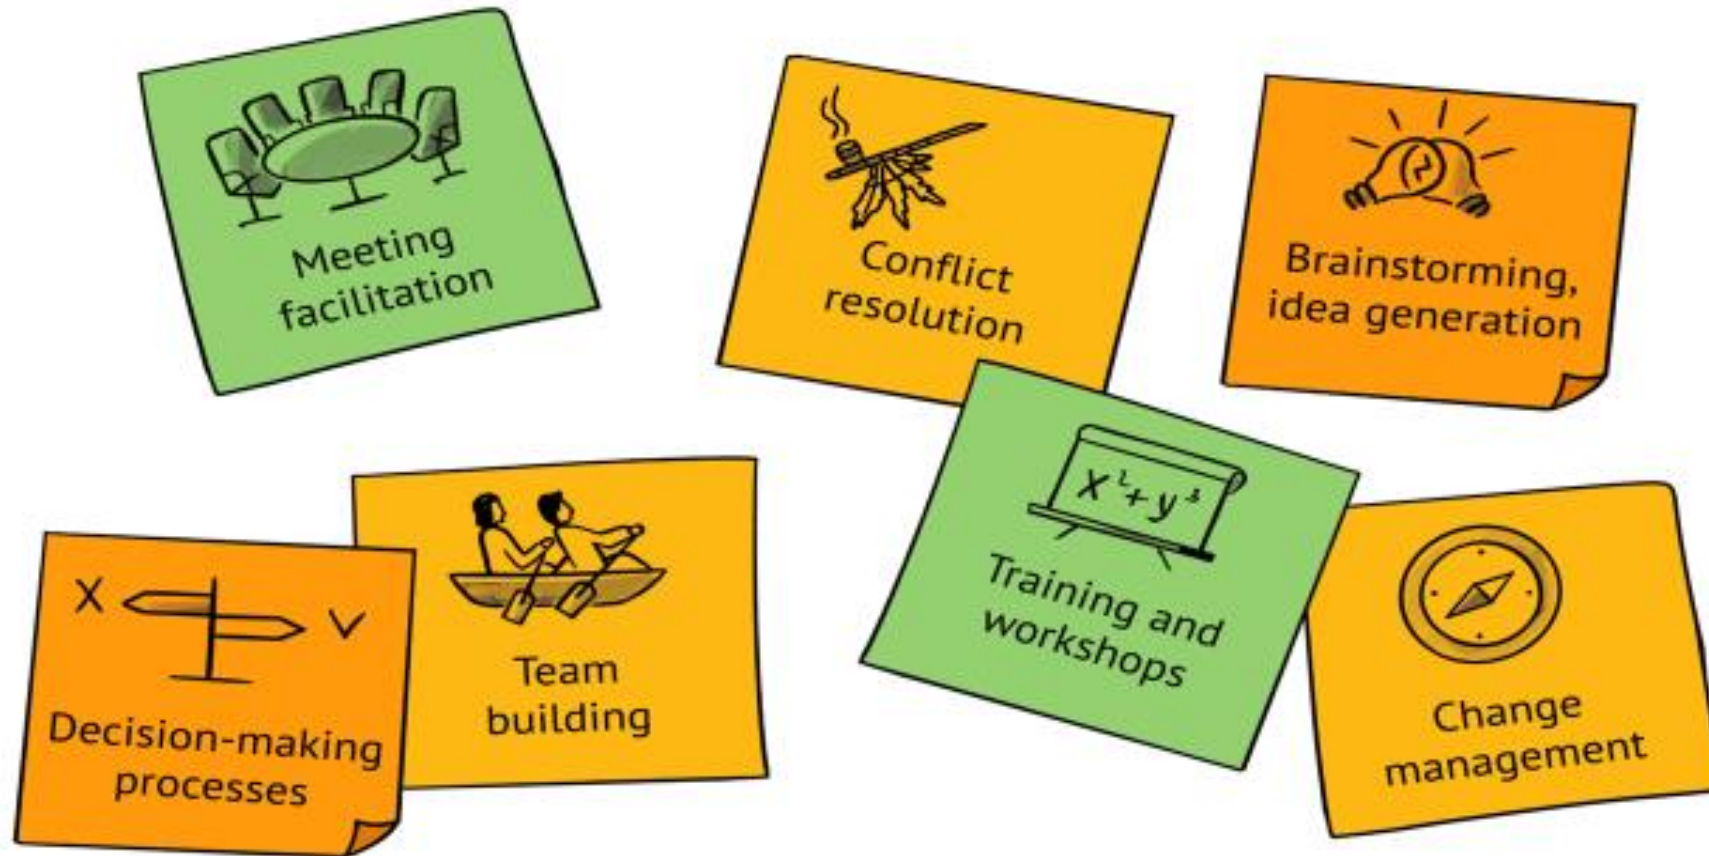 Meeting
facilitation
Conflict
resolution
Brainstorming,
idea generation
X
V
Decision-making
processes
Team
building
Training and
workshops
Change
management